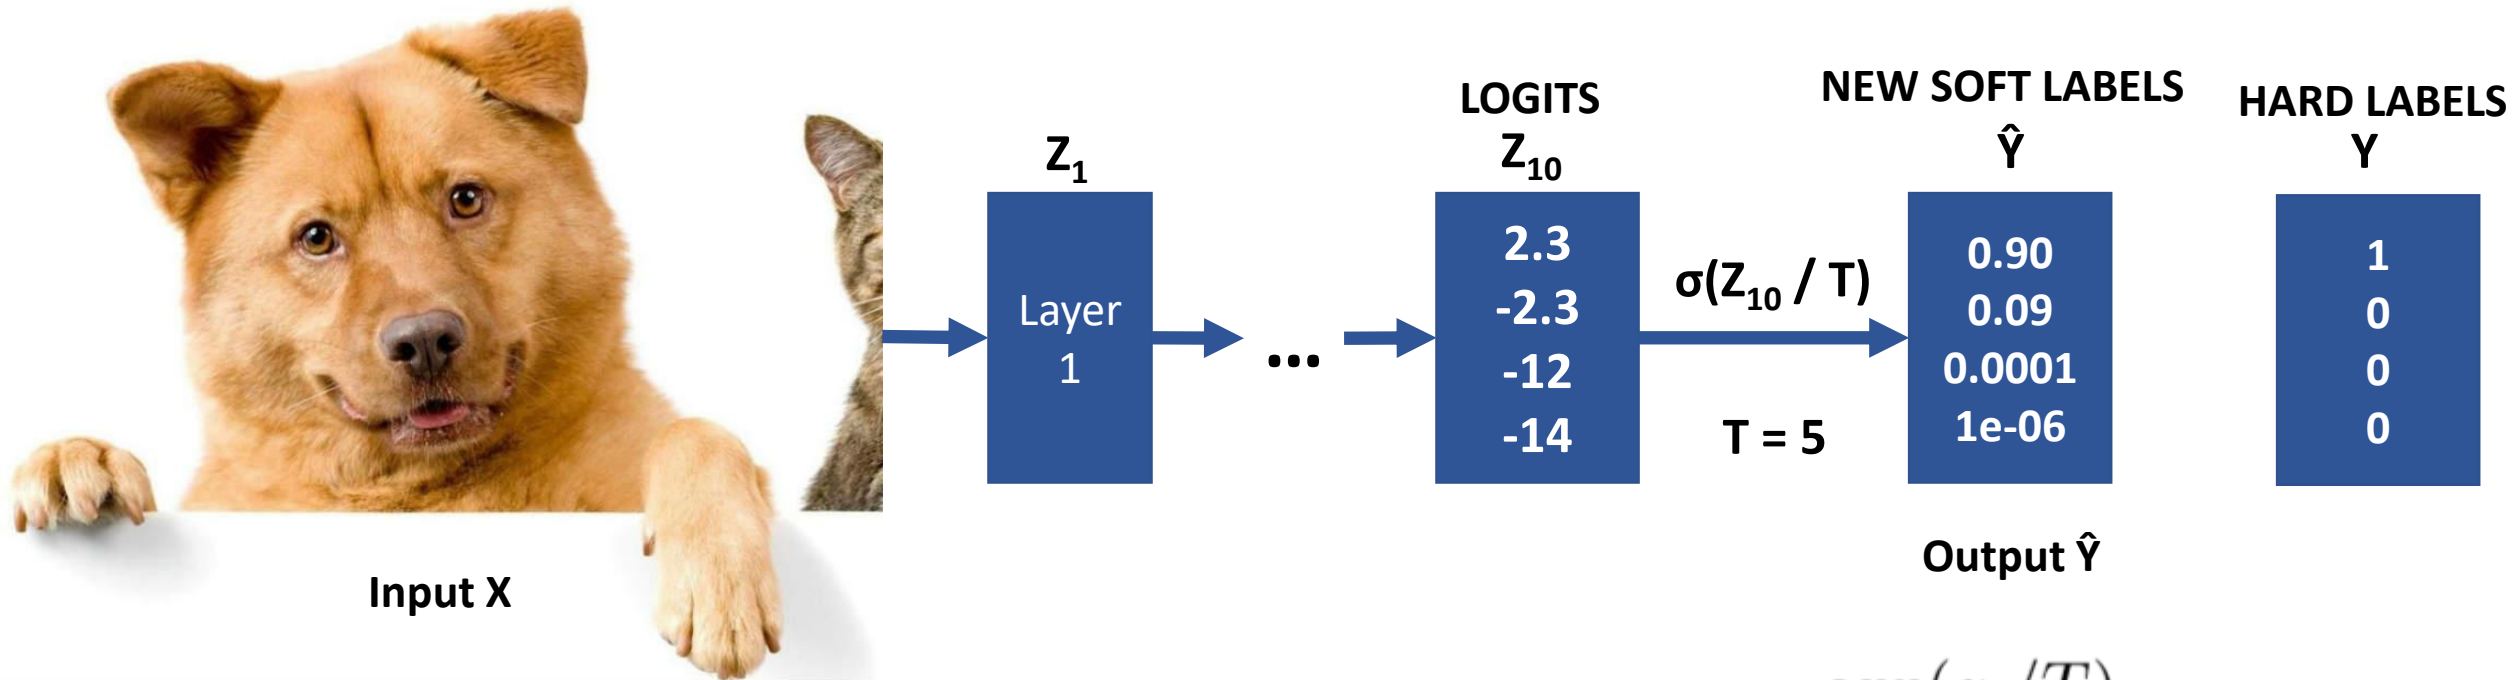 Input X
Z₁
Layer
1
...
LOGITS
Z₁₀
2.3
-2.3
-12
-14
σ(Z₁₀ / T)
T = 5
NEW SOFT LABELS
Ŷ
0.90
0.09
0.0001
1e-06
Output Ŷ
HARD LABELS
Y
1
0
0
0